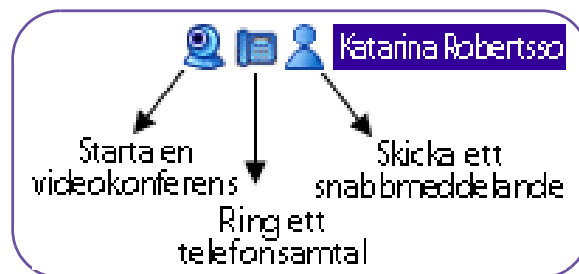 Katarina Robertsso
Starta en
videokonferens
Skicka ett
snabbmeddelande
Ring ett
telefonsamtal